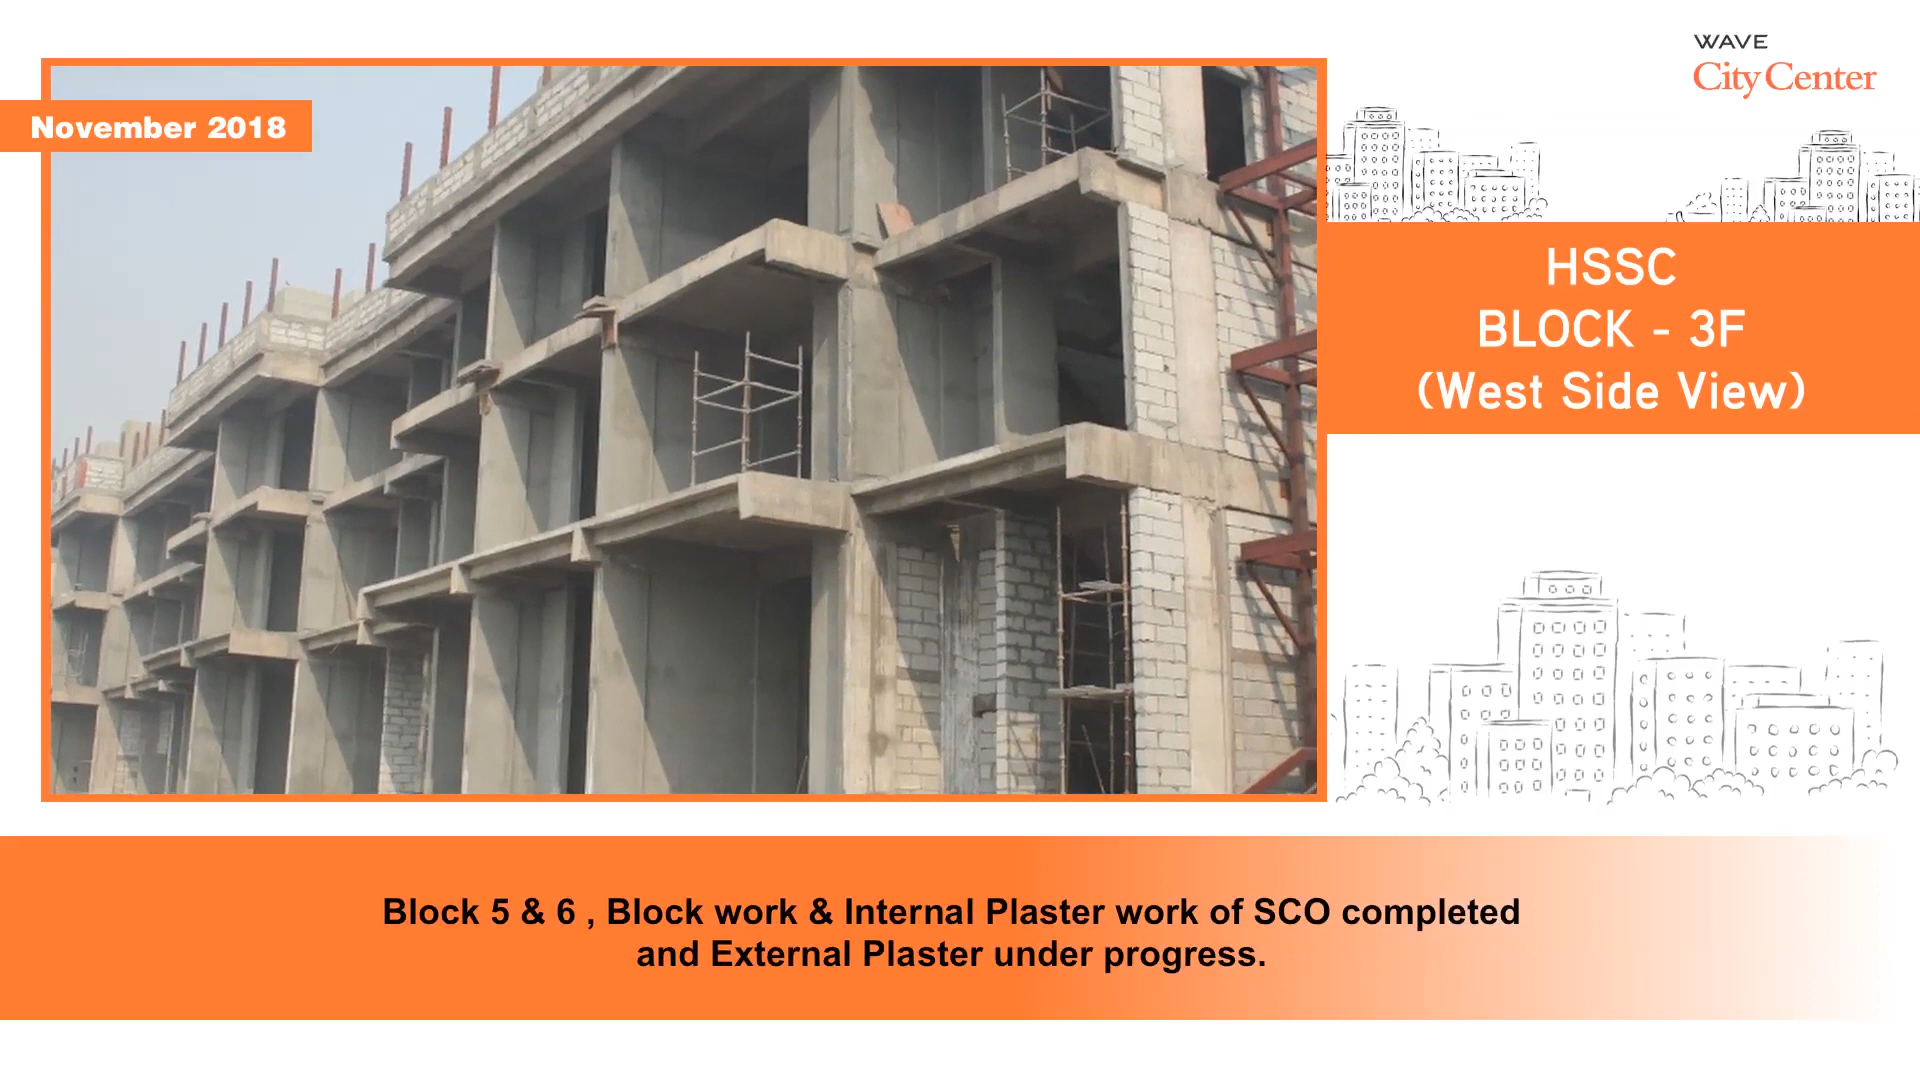 WAVE
City Center
November 2018
HSSC
BLOCK - 3F
(West Side View)
Block 5 & 6 , Block work & Internal Plaster work of SCO completed
and External Plaster under progress.